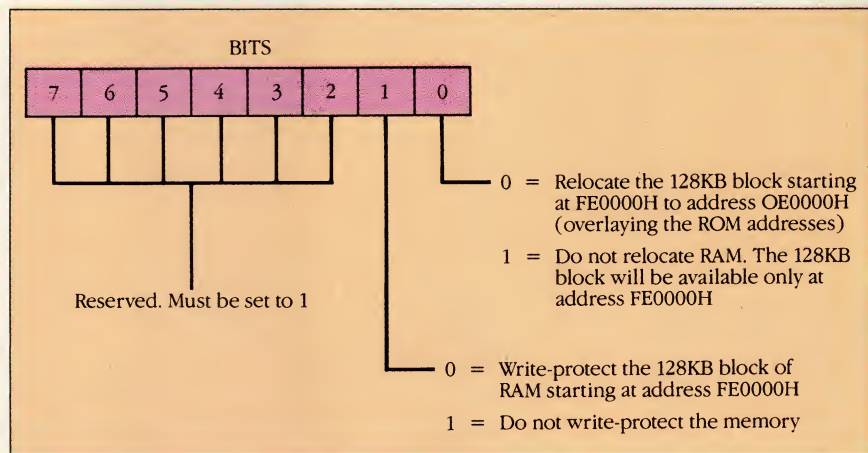 BITS
7 6 5 4 3 2 1 0
0 = Relocate the 128KB block starting
at FE0000H to address OE0000H
(overlaying the ROM addresses)
1 = Do not relocate RAM. The 128KB
block will be available only at
address FE0000H
Reserved. Must be set to 1
0 = Write-protect the 128KB block of
RAM starting at address FE0000H
1 = Do not write-protect the memory